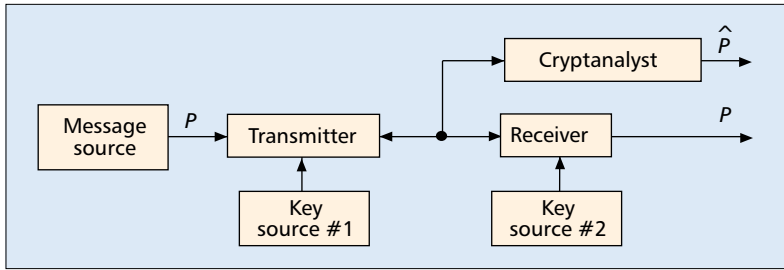 P̂
Cryptanalyst
Message
source
P
Transmitter
Receiver
P
Key
source #1
Key
source #2